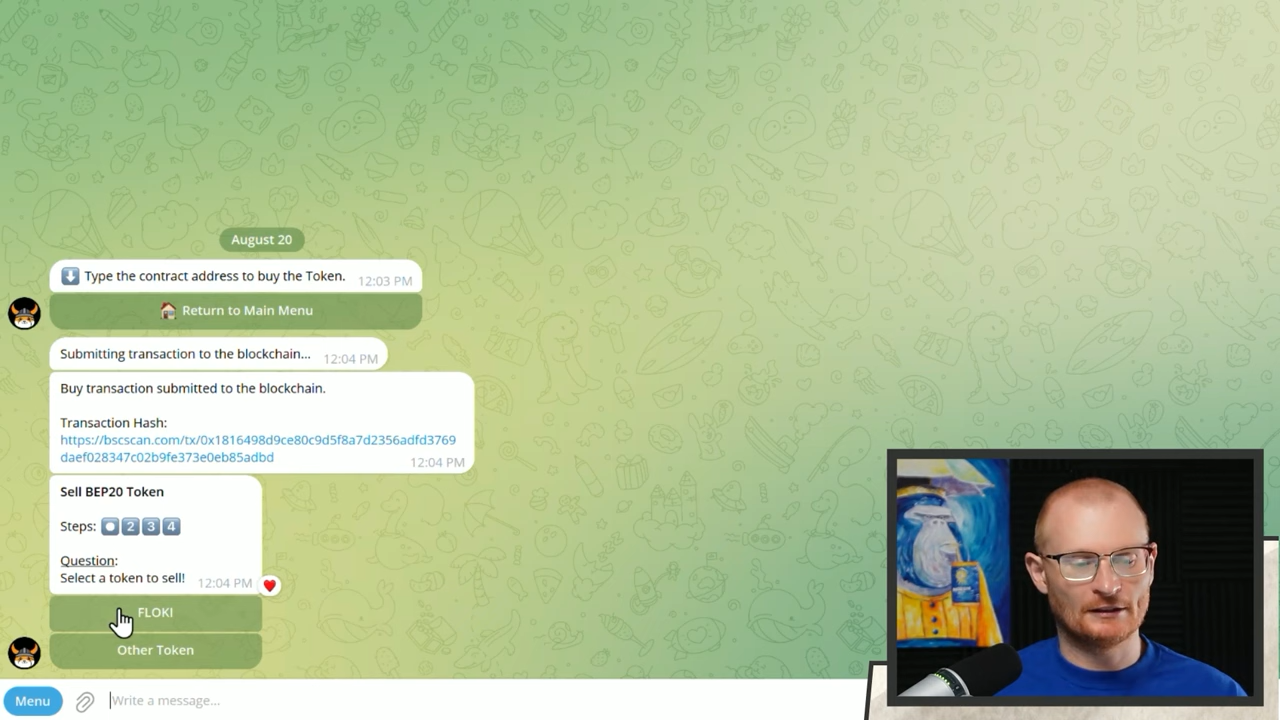 August 20
Type the contract address to buy the Token. 12:03 PM
Return to Main Menu
Submitting transaction to the blockchain... 12:04 PM
Buy transaction submitted to the blockchain.
Transaction Hash:
https://bscscan.com/tx/0x1816498d9ce80c9d5f8a7d2356adfd3769
daef028347c02b9fe373e0eb85adbd 12:04 PM
Sell BEP20 Token
Steps: 2 3 4
Question:
Select a token to sell! 12:04 PM
FLOKI
Other Token
Menu Write a message...